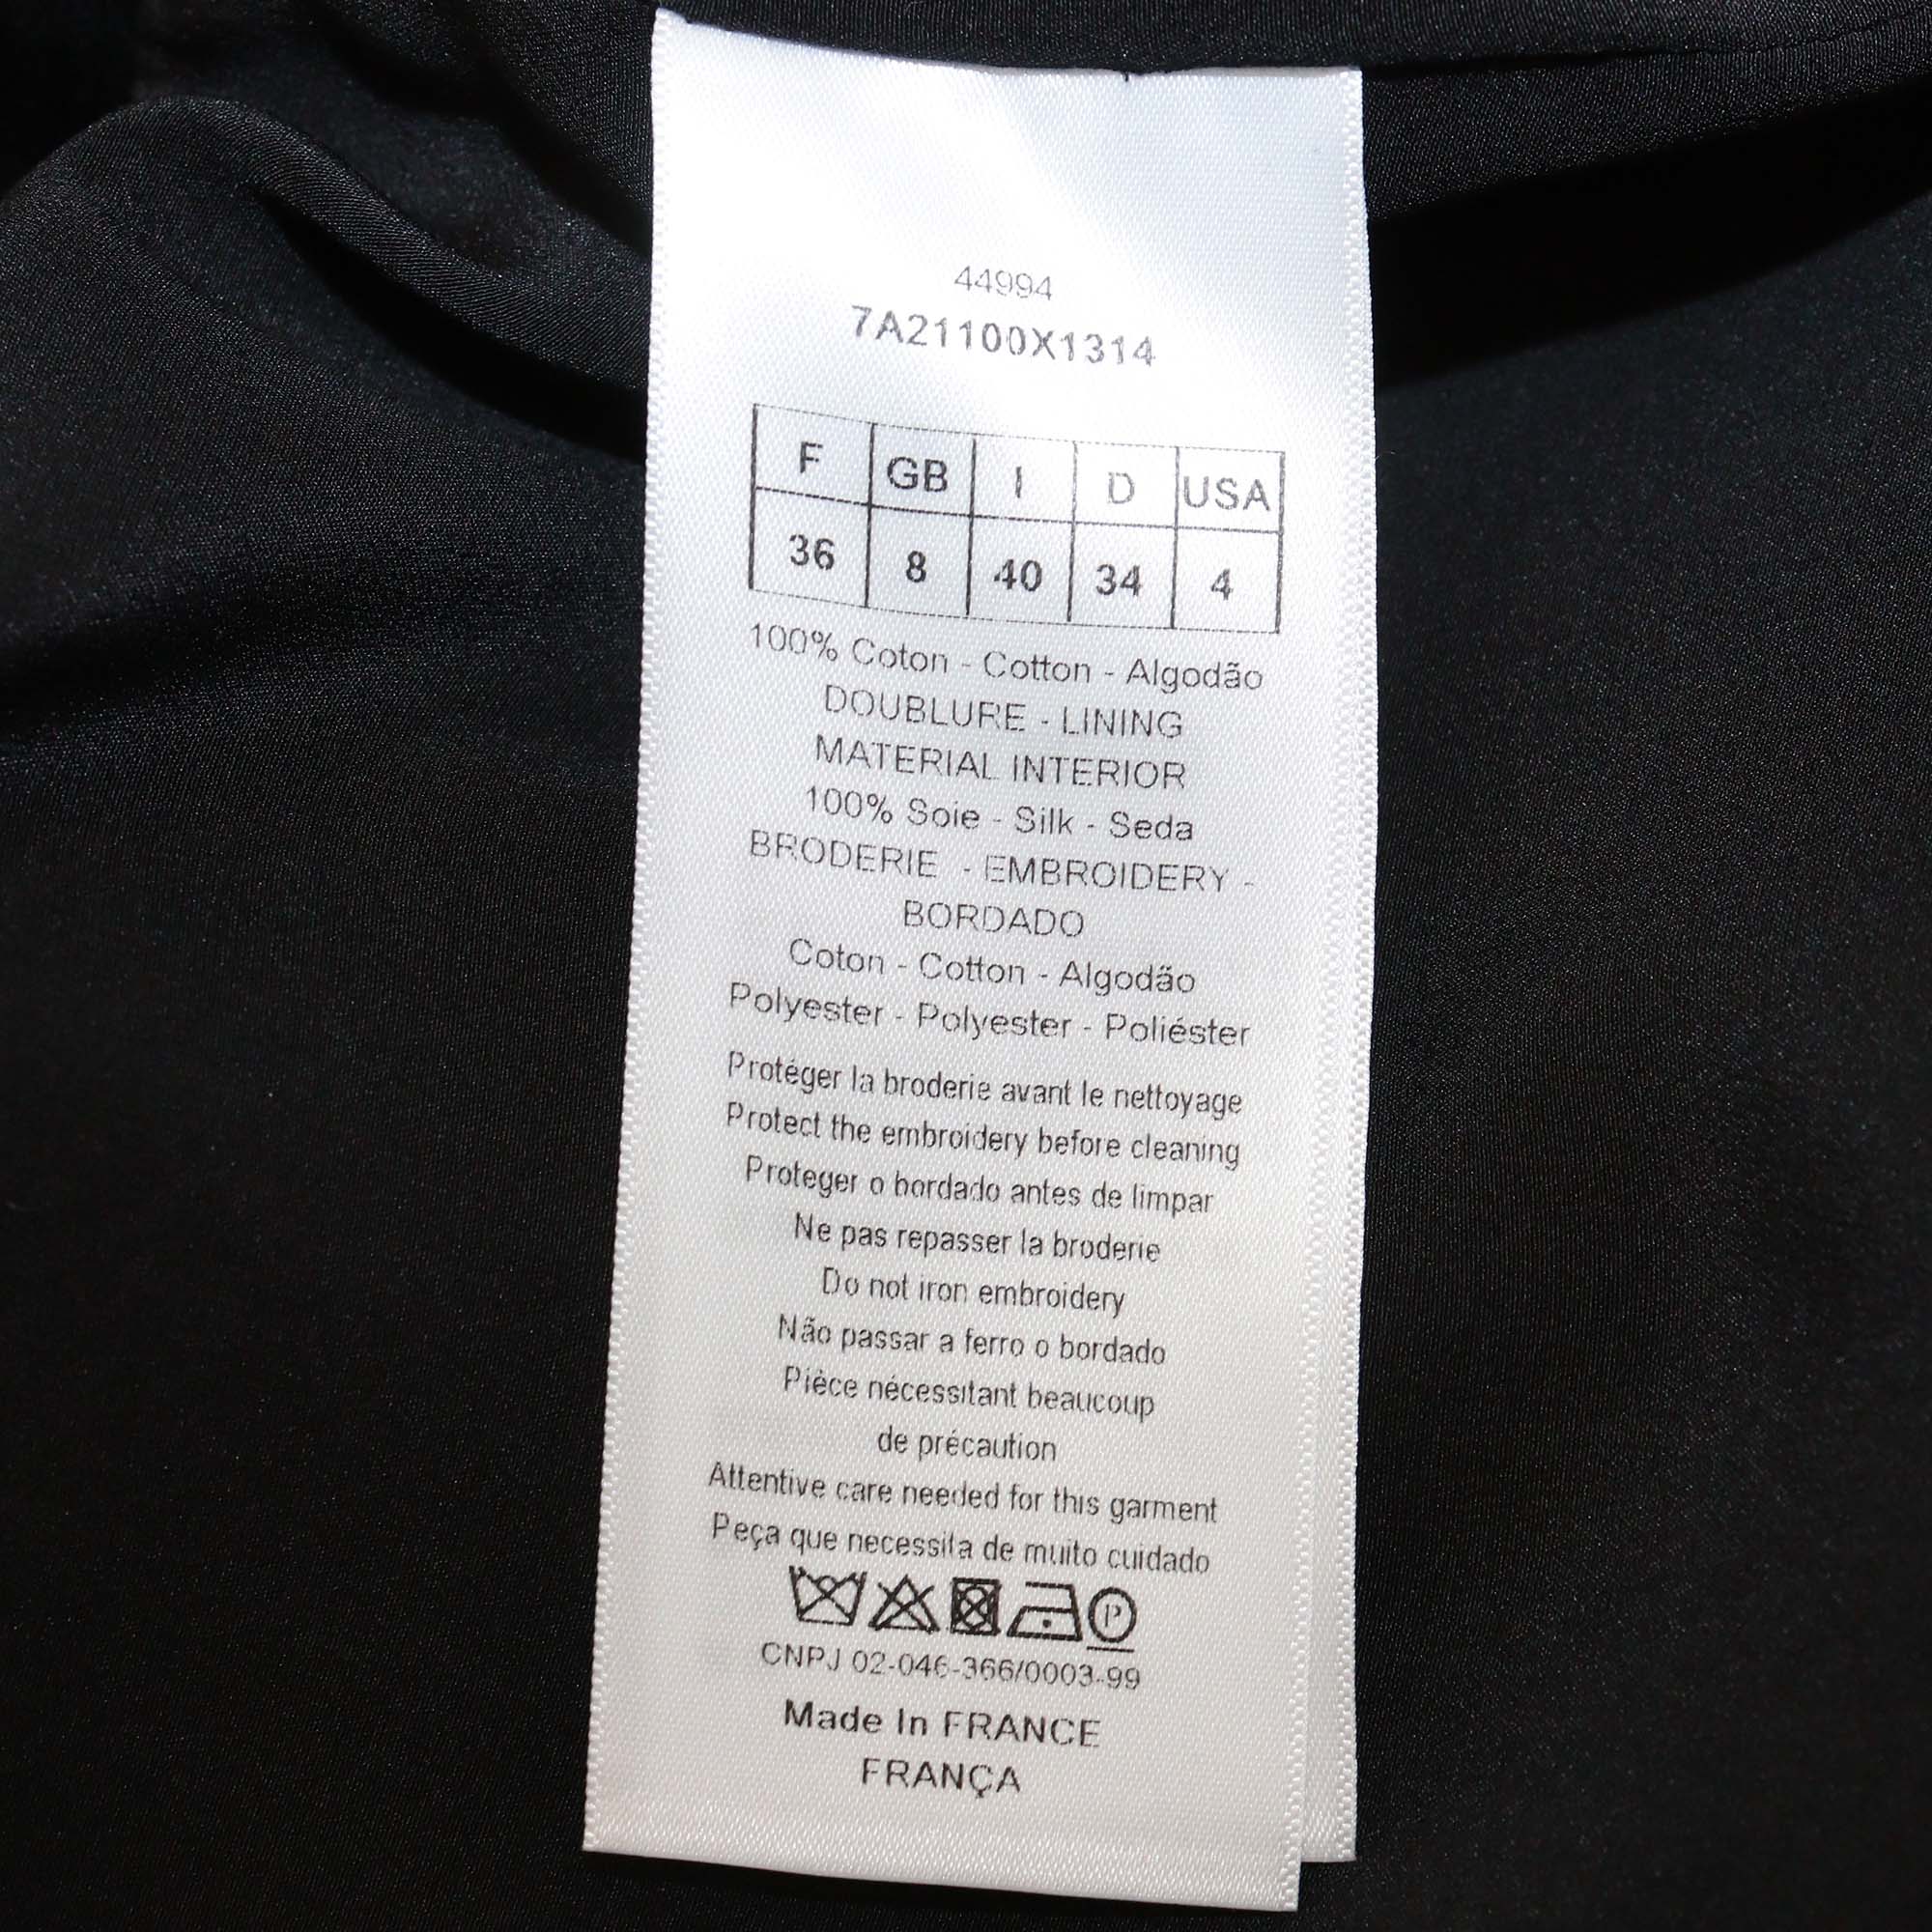 44994
7A21100X1314
F GB I D USA
36 8 40 34 4
100% Coton - Cotton - Algodão
DOUBLURE - LINING
MATERIAL INTERIOR
100% Soie - Silk - Seda
BRODERIE - EMBROIDERY -
BORDADO
Coton - Cotton - Algodão
Polyester - Polyester - Poliéster
Protéger la broderie avant le nettoyage
Protect the embroidery before cleaning
Proteger o bordado antes de limpar
Ne pas repasser la broderie
Do not iron embroidery
Não passar a ferro o bordado
Pièce nécessitant beaucoup
de précaution
Attentive care needed for this garment
Peça que necessita de muito cuidado
P
CNPJ 02-046-366/0003-99
Made In FRANCE
FRANÇA